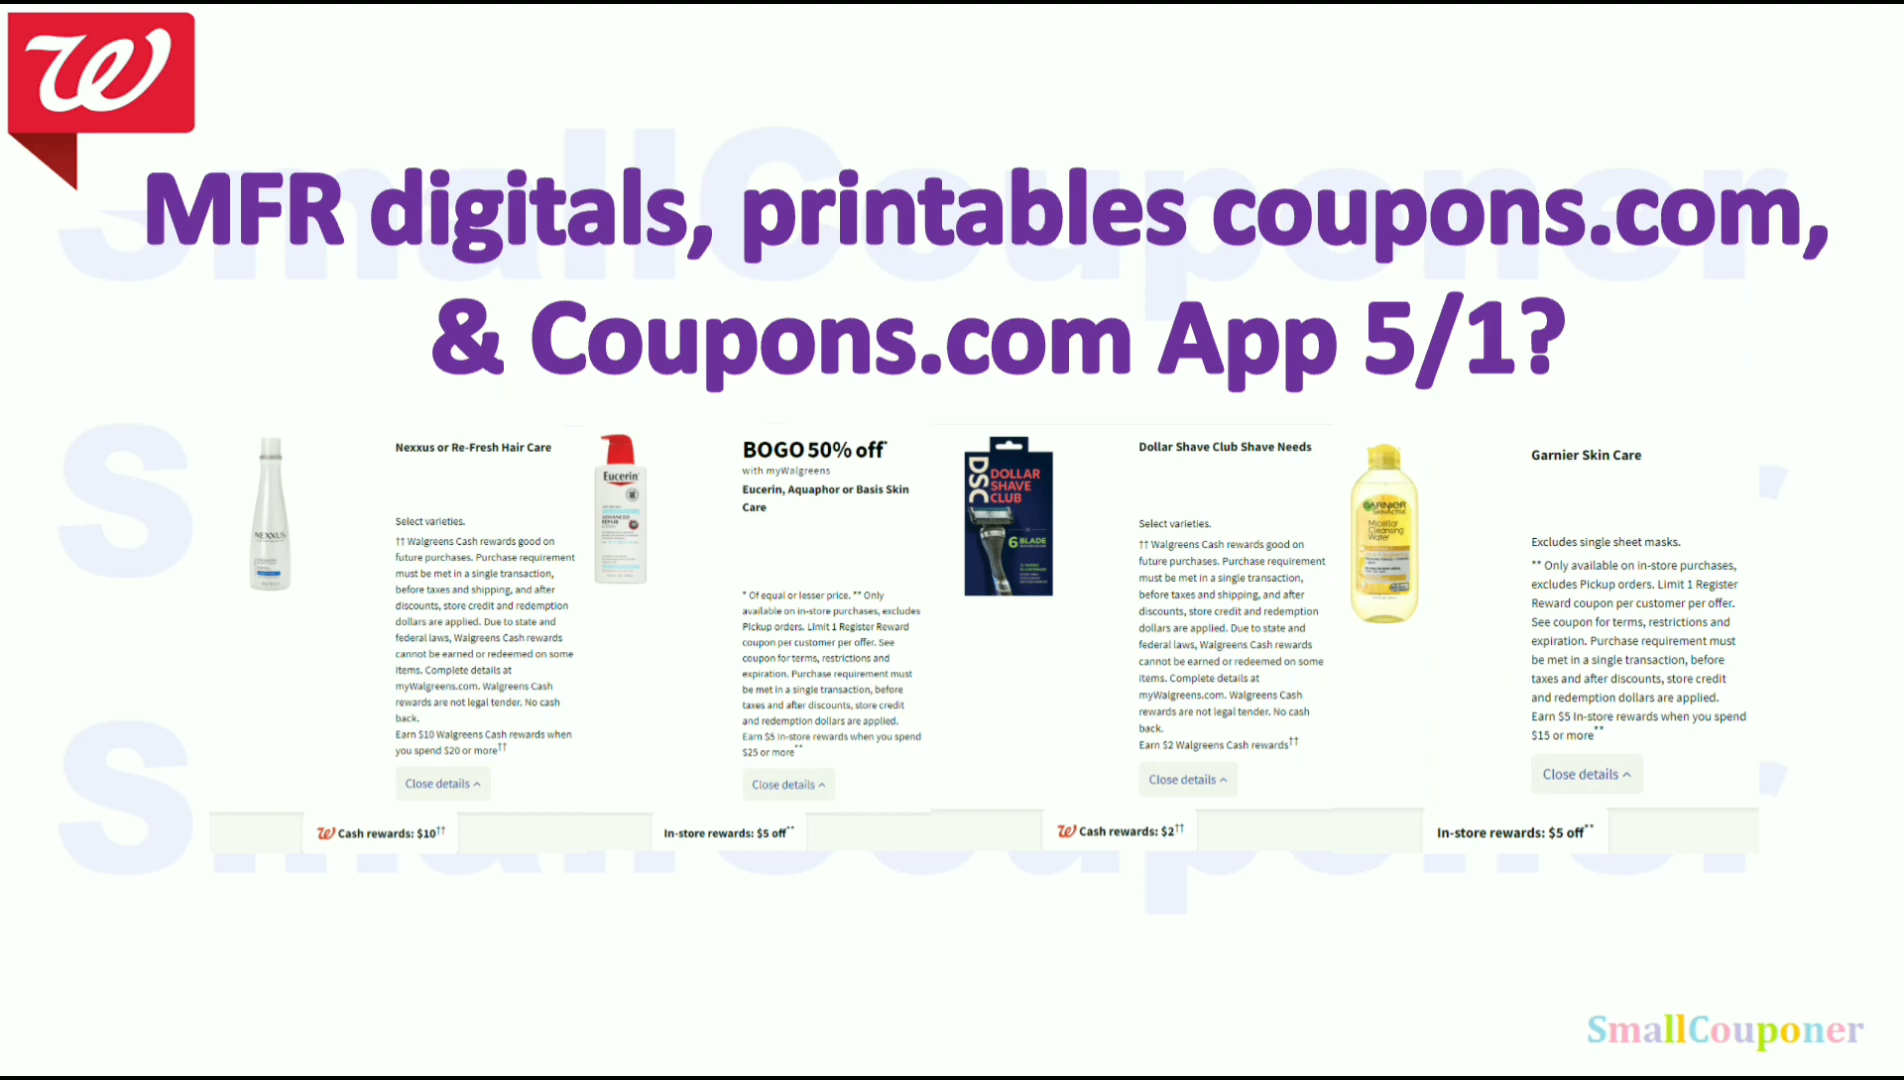 MFR digitals, printables coupons.com,
& Coupons.com App 5/1?
Nexxus or Re-Fresh Hair Care
Select varieties.
†† Walgreens Cash rewards good on
future purchases. Purchase requirement
must be met in a single transaction,
before taxes and shipping, and after
discounts, store credit and redemption
dollars are applied. Due to state and
federal laws, Walgreens Cash rewards
cannot be earned or redeemed on some
items. Complete details at
myWalgreens.com. Walgreens Cash
rewards are not legal tender. No cash
back.
Earn $10 Walgreens Cash rewards when
you spend $20 or more††
Close details
Cash rewards: $10††
NEXXUS
Eucerin
ADVANCED
REPAIR
BOGO 50% off*
with myWalgreens
Eucerin, Aquaphor or Basis Skin
Care
* Of equal or lesser price. ** Only
available on in-store purchases, excludes
Pickup orders. Limit 1 Register Reward
coupon per customer per offer. See
coupon for terms, restrictions and
expiration. Purchase requirement must
be met in a single transaction, before
taxes and after discounts, store credit
and redemption dollars are applied.
Earn $5 In-store rewards when you spend
$25 or more**
Close details
In-store rewards: $5 off**
DSC
DOLLAR
SHAVE
CLUB
6 BLADE
Dollar Shave Club Shave Needs
Select varieties.
†† Walgreens Cash rewards good on
future purchases. Purchase requirement
must be met in a single transaction,
before taxes and shipping, and after
discounts, store credit and redemption
dollars are applied. Due to state and
federal laws, Walgreens Cash rewards
cannot be earned or redeemed on some
items. Complete details at
myWalgreens.com. Walgreens Cash
rewards are not legal tender. No cash
back.
Earn $2 Walgreens Cash rewards††
Close details
Cash rewards: $2††
GARNIER
SKINACTIVE
Micellar
Cleansing
Water
Garnier Skin Care
Excludes single sheet masks.
** Only available on in-store purchases,
excludes Pickup orders. Limit 1 Register
Reward coupon per customer per offer.
See coupon for terms, restrictions and
expiration. Purchase requirement must
be met in a single transaction, before
taxes and after discounts, store credit
and redemption dollars are applied.
Earn $5 In-store rewards when you spend
$15 or more**
Close details
In-store rewards: $5 off**
SmallCouponer